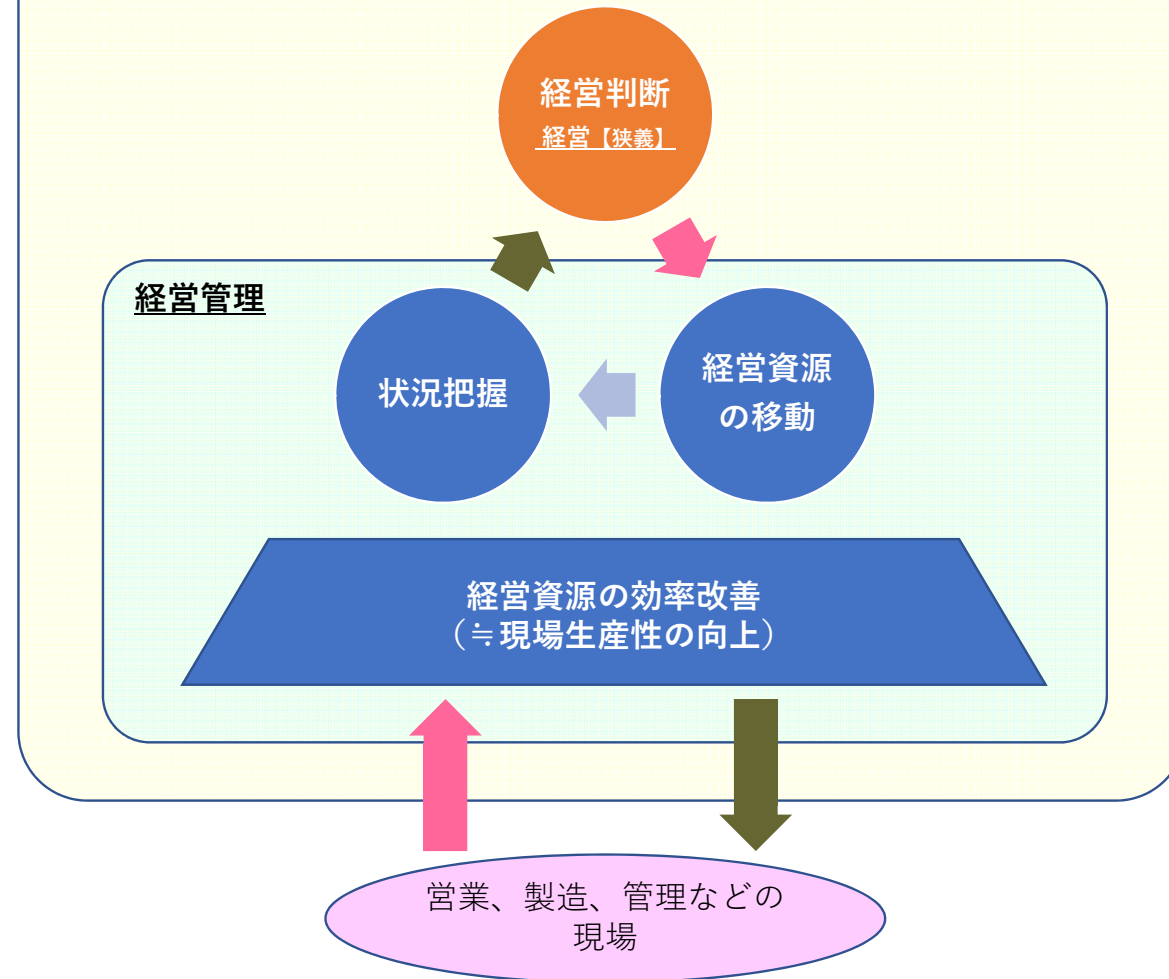 経営判断
経営【狭義】
経営管理
状況把握
経営資源
の移動
経営資源の効率改善
（≒現場生産性の向上）
営業、製造、管理などの
現場